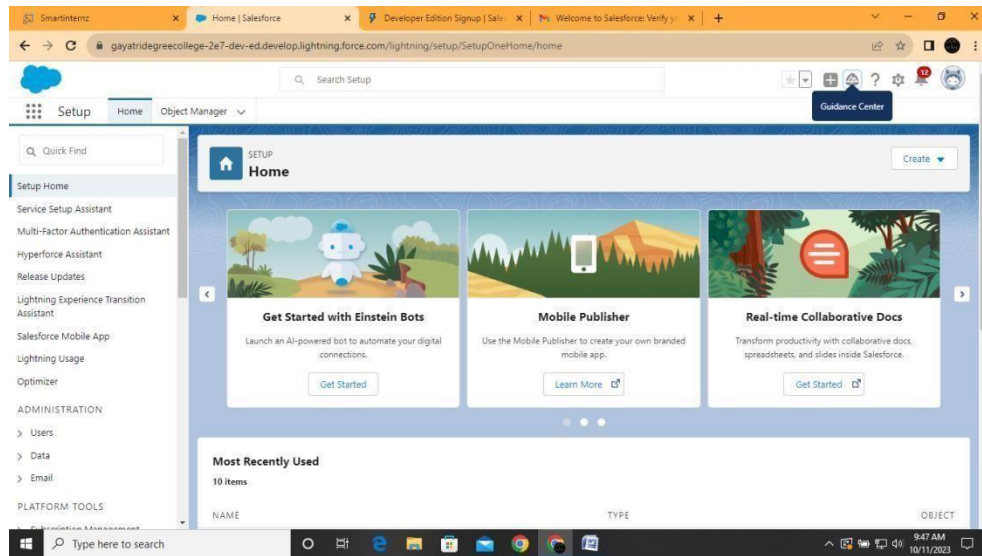 Smartinternz
Home | Salesforce
Developer Edition Signup | Sale
Welcome to Salesforce: Verify yo
gayatridegreecollege-2e7-dev-ed.develop.lightning.force.com/lightning/setup/SetupOneHome/home
Search Setup
12
Guidance Center
Setup
Home
Object Manager
Quick Find
Setup Home
Service Setup Assistant
Multi-Factor Authentication Assistant
Hyperforce Assistant
Release Updates
Lightning Experience Transition
Assistant
Salesforce Mobile App
Lightning Usage
Optimizer
ADMINISTRATION
Users
Data
Email
PLATFORM TOOLS
Subscription Management
SETUP
Home
Create
Get Started with Einstein Bots
Launch an AI-powered bot to automate your digital
connections.
Get Started
Mobile Publisher
Use the Mobile Publisher to create your own branded
mobile app.
Learn More
Real-time Collaborative Docs
Transform productivity with collaborative docs,
spreadsheets, and slides inside Salesforce.
Get Started
Most Recently Used
10 items
NAME TYPE OBJECT
Type here to search
9:47 AM
10/11/2023